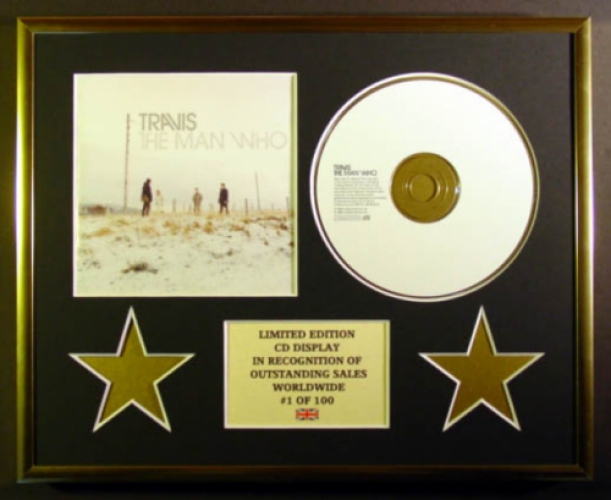 TRAVIS
THE MAN WHO
TRAVIS
THE MAN WHO
LIMITED EDITION
CD DISPLAY
IN RECOGNITION OF
OUTSTANDING SALES
WORLDWIDE
#1 OF 100